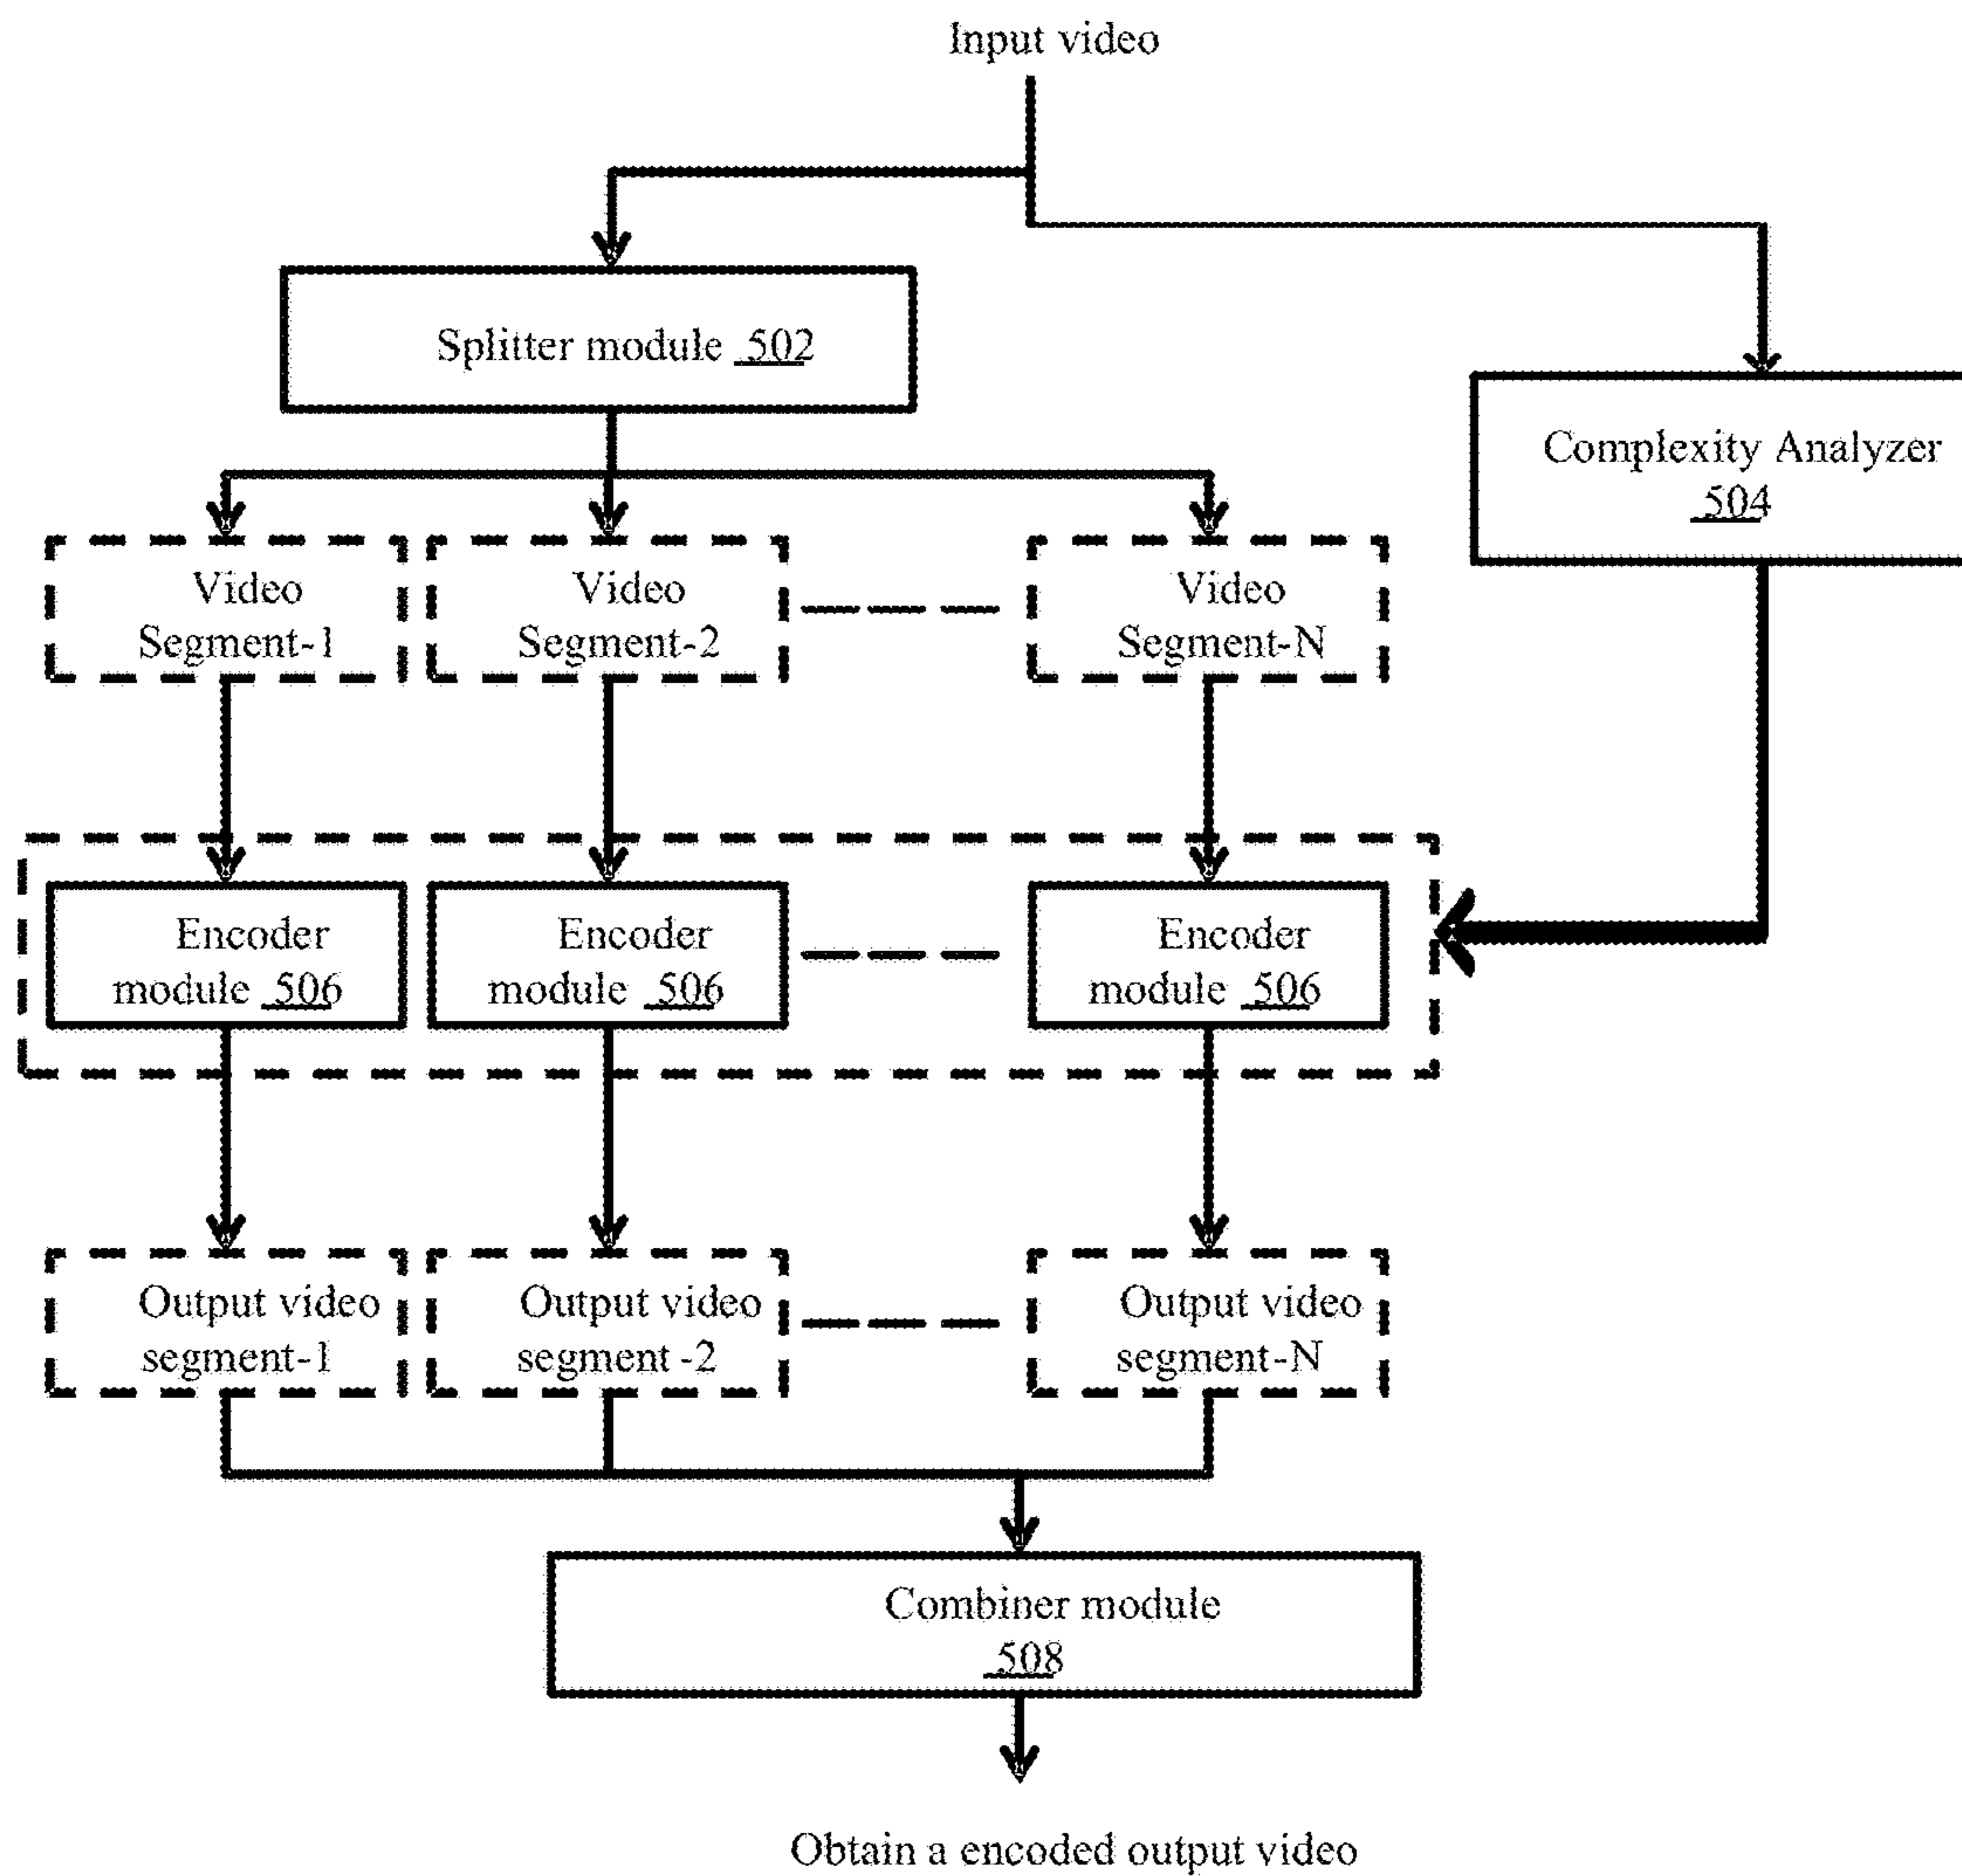 Input video
Splitter module 502
Complexity Analyzer
504
Video
Segment-1
Video
Segment-2
Video
Segment-N
Encoder
module 506
Encoder
module 506
Encoder
module 506
Output video
segment-1
Output video
segment -2
Output video
segment-N
Combiner module
508
Obtain a encoded output video